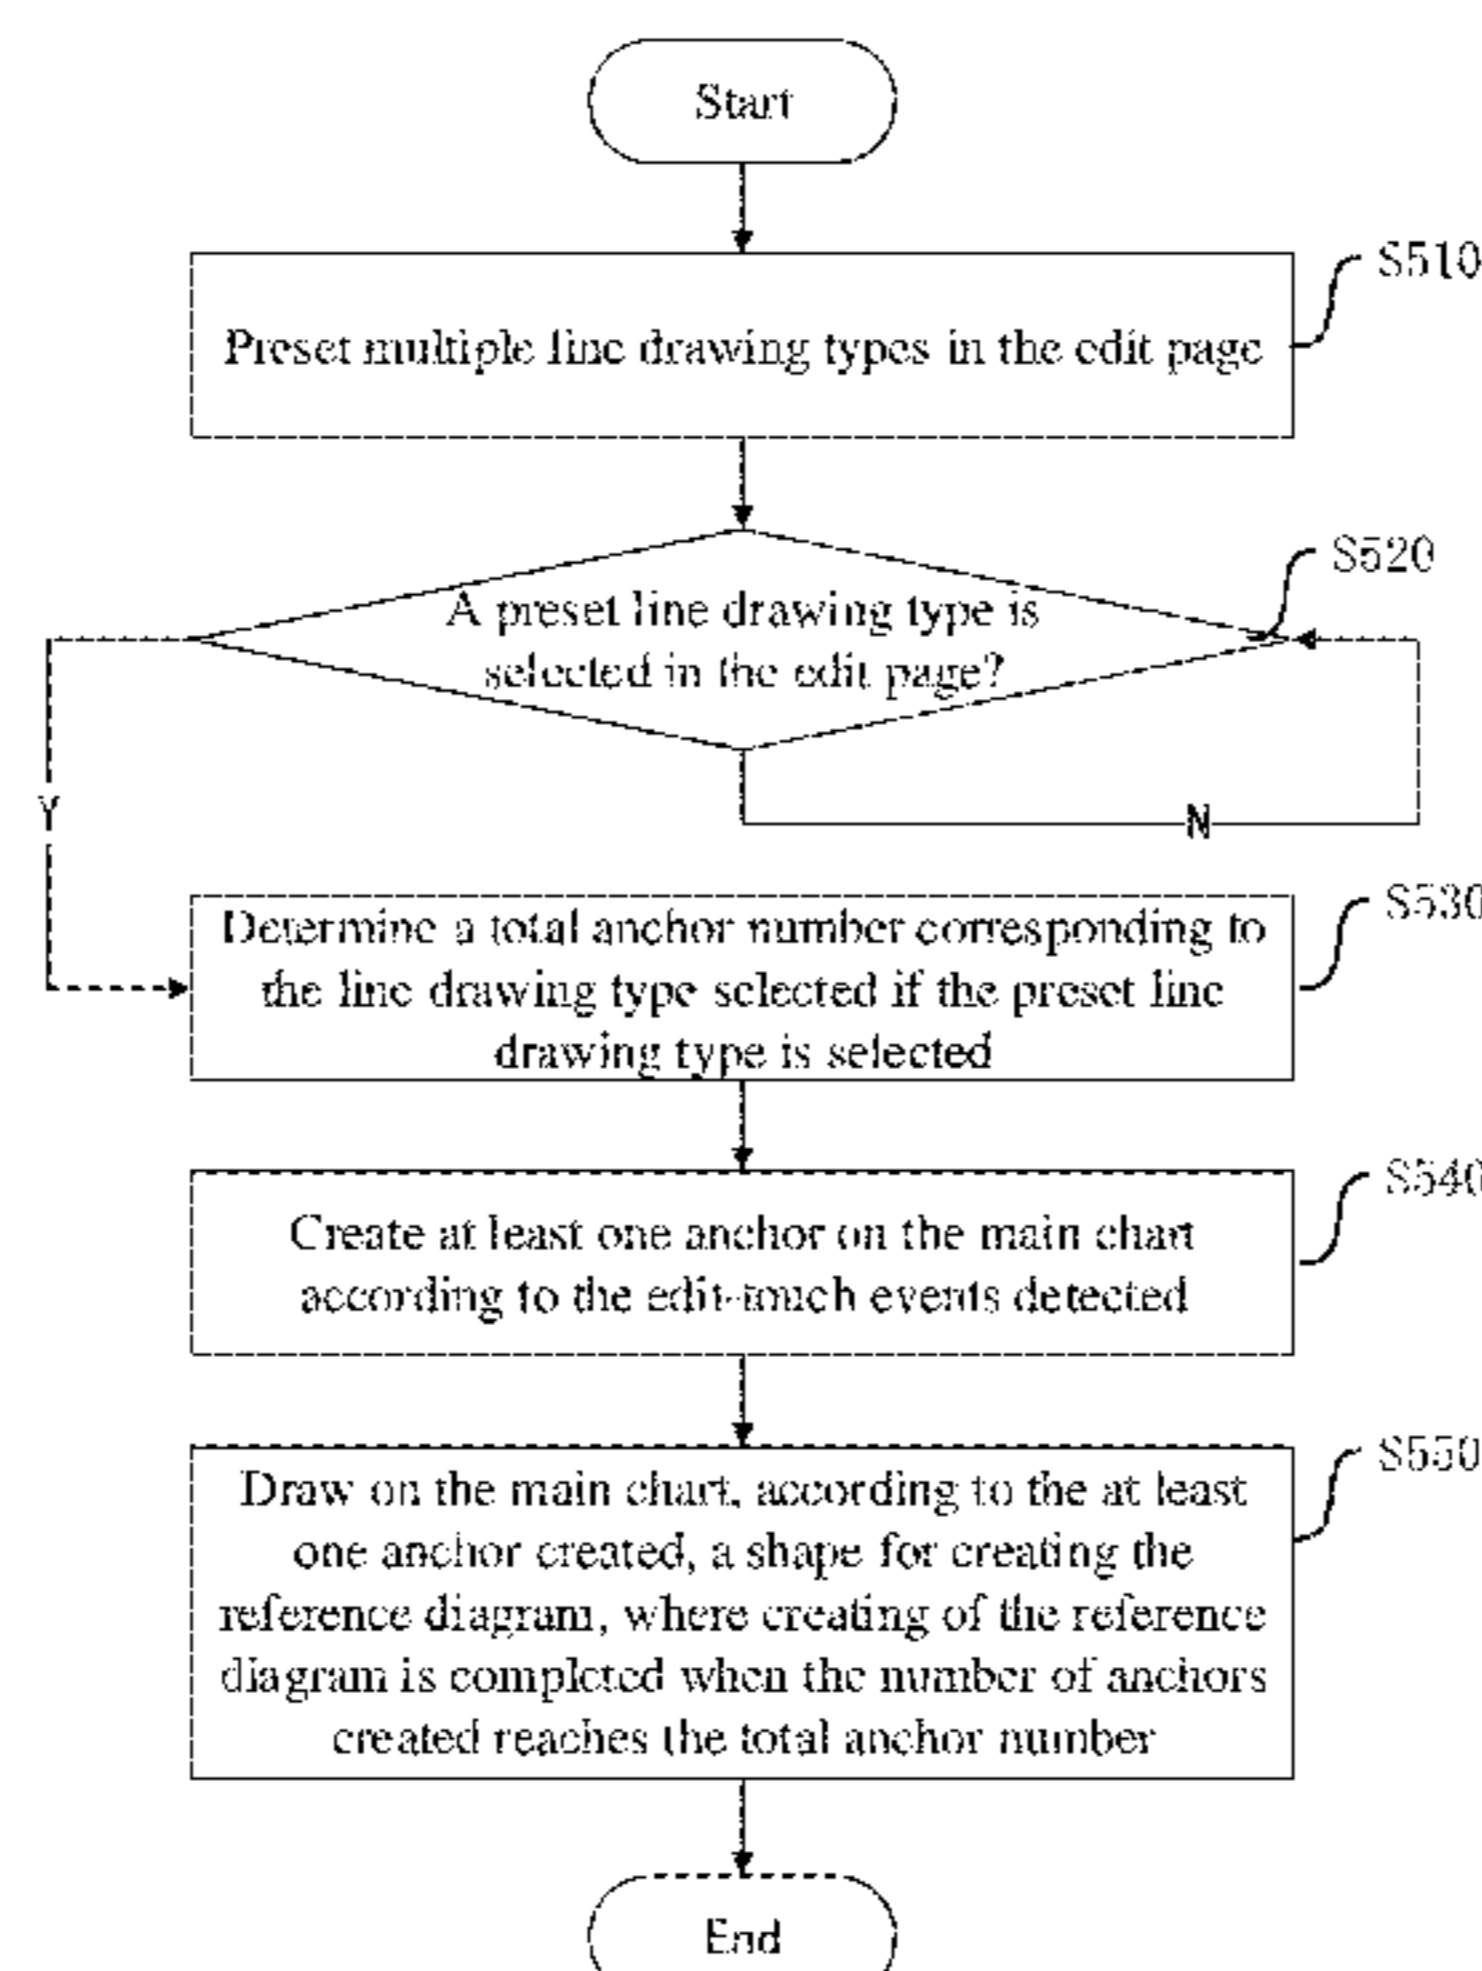 Start
S510
Preset multiple line drawing types in the edit page
S520
A preset line drawing type is
selected in the edit page?
Y
N
S530
Determine a total anchor number corresponding to
the line drawing type selected if the preset line
drawing type is selected
S540
Create at least one anchor on the main chart
according to the edit-touch events detected
S550
Draw on the main chart, according to the at least
one anchor created, a shape for creating the
reference diagram, where creating of the reference
diagram is completed when the number of anchors
created reaches the total anchor number
End